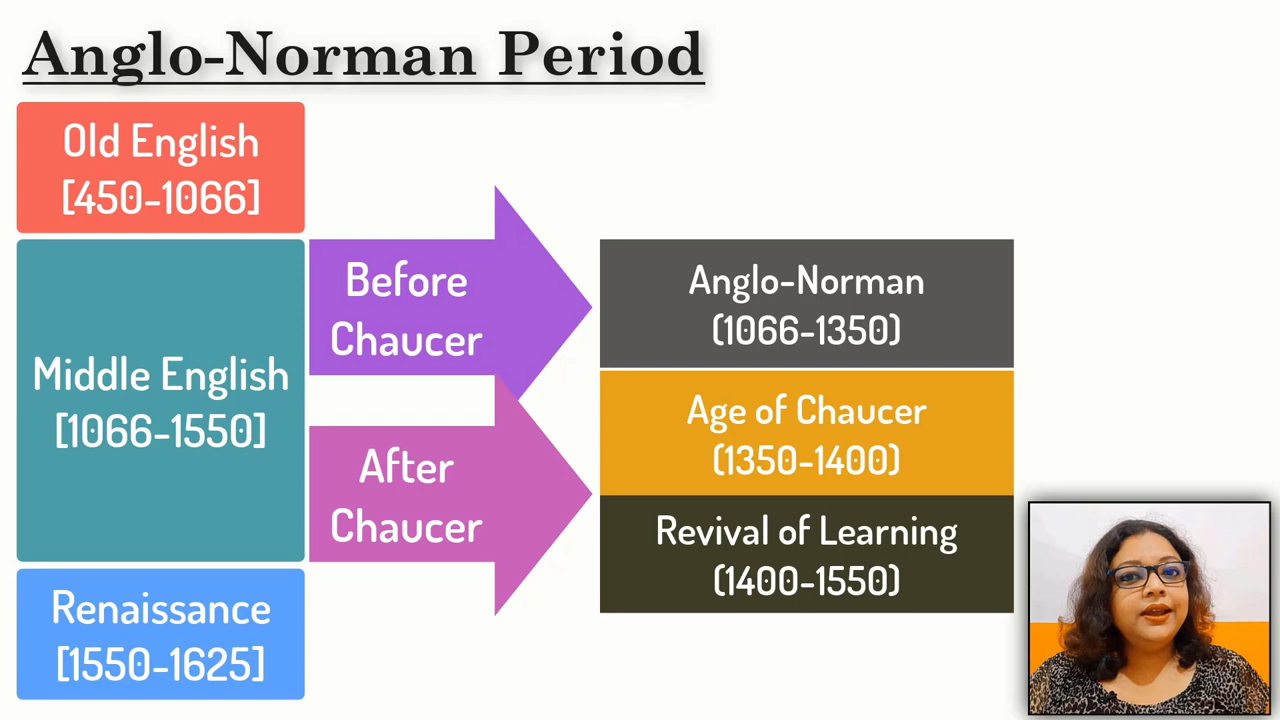 Anglo-Norman Period
Old English
[450-1066]
Middle English
[1066-1550]
Renaissance
[1550-1625]
Before
Chaucer
After
Chaucer
Anglo-Norman
(1066-1350)
Age of Chaucer
(1350-1400)
Revival of Learning
(1400-1550)